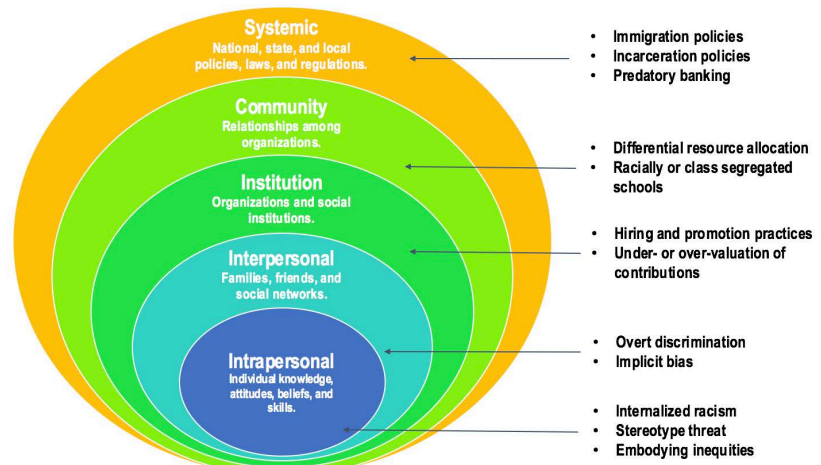 Systemic
National, state, and local
policies, laws, and regulations.
Community
Relationships among
organizations.
Institution
Organizations and social
institutions.
Interpersonal
Families, friends, and
social networks.
Intrapersonal
Individual knowledge,
attitudes, beliefs, and
skills.
• Immigration policies
• Incarceration policies
• Predatory banking
• Differential resource allocation
• Racially or class segregated
schools
• Hiring and promotion practices
• Under- or over-valuation of
contributions
• Overt discrimination
• Implicit bias
• Internalized racism
• Stereotype threat
• Embodying inequities